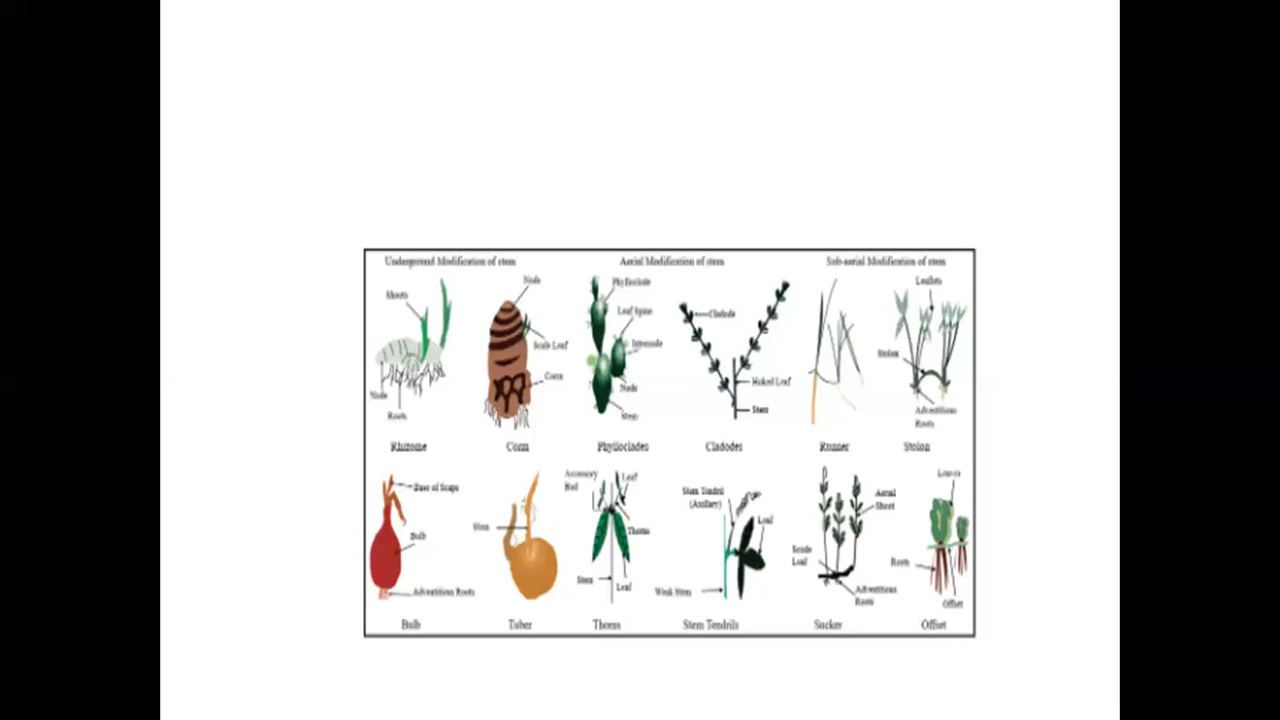 Underground Modification of stem
Aerial Modification of stem
Sub-aerial Modification of stem
Shoots
Node
Scale Leaf
Corm
Node
Roots
Phylloclade
Leaf Spine
Internode
Node
Stem
Cladode
Stem
Leaflets
Stolon
Adventitious
Roots
Rhizome
Corm
Phylloclades
Cladodes
Runner
Stolon
Base of Scape
Bulb
Adventitious Roots
Stem
Accessory
Bud
Leaf
Thorns
Stem
Leaf
Stem Tendril
(Axillary)
Leaf
Weak Stem
Aerial
Shoot
Leaf
Adventitious
Roots
Leaves
Roots
Offset
Bulb
Tuber
Thorns
Stem Tendrils
Sucker
Offset